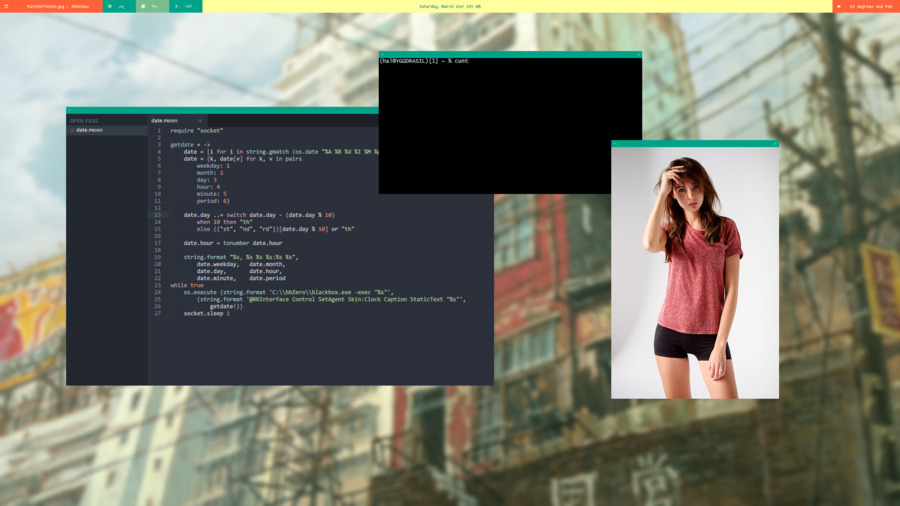 Saturday, March 21st 1:01 AM
61 degrees and Fair
(hal@YGGDRASIL)[1] ~ % cunt
OPEN FILES
date.moon
date.moon
1 require "socket"
2
3 getdate = ->
4 date = [i for i in string.gmatch (os.date "%A %B %d %I %M %p
5 date = {k, date[v] for k, v in pairs
6 weekday: 1
7 month: 2
8 day: 3
9 hour: 4
10 minute: 5
11 period: 6}
12
13 date.day ..= switch date.day - (date.day % 10)
14 when 10 then "th"
15 else ({"st", "nd", "rd"})[date.day % 10] or "th"
16
17 date.hour = tonumber date.hour
18
19 string.format "%s, %s %s %s:%s %s",
20 date.weekday, date.month,
21 date.day, date.hour,
22 date.minute, date.period
23 while true
24 os.execute (string.format 'C:\\bbZero\\blackbox.exe -exec "%s"',
25 (string.format '@BBInterface Control SetAgent Skin:Clock Caption StaticText "%s"',
26 getdate!))
27 socket.sleep 1